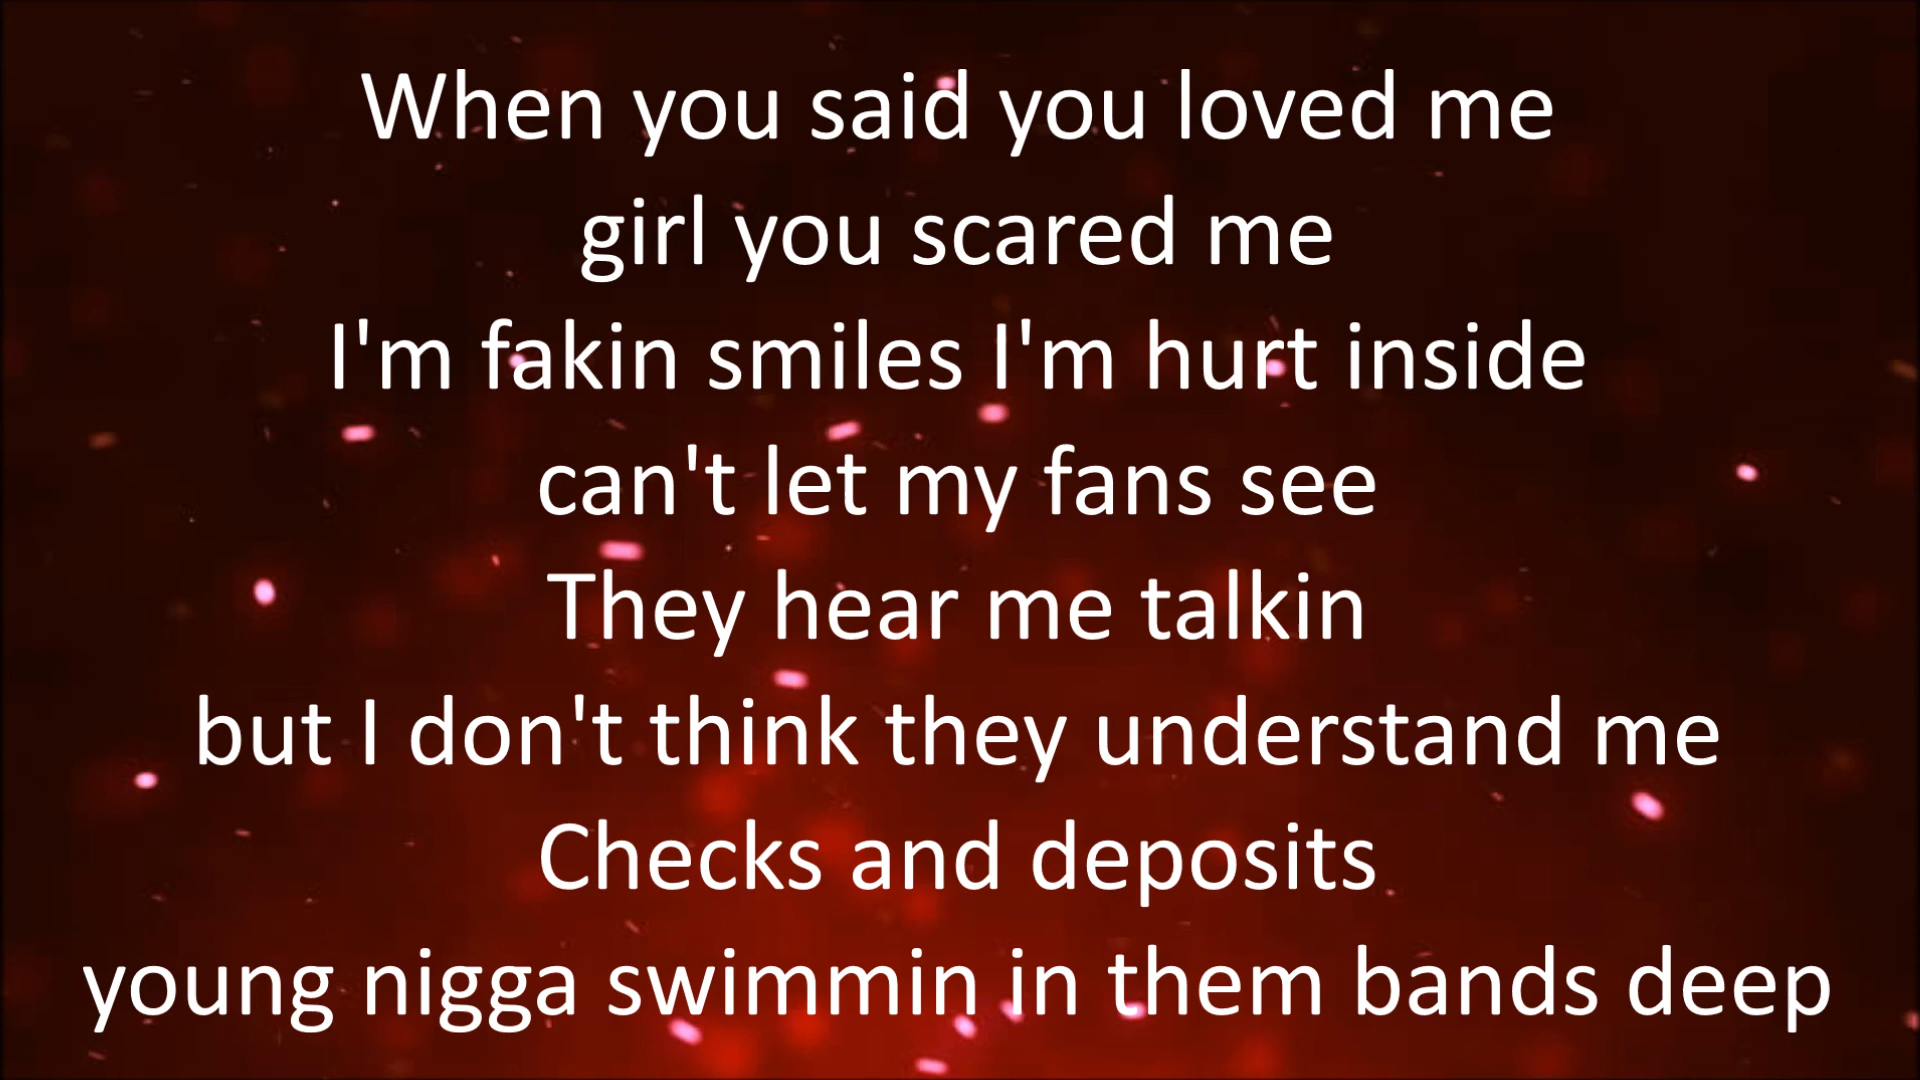 When you said you loved me
girl you scared me
I'm fakin smiles I'm hurt inside
can't let my fans see
They hear me talkin
but I don't think they understand me
Checks and deposits
young nigga swimmin in them bands deep